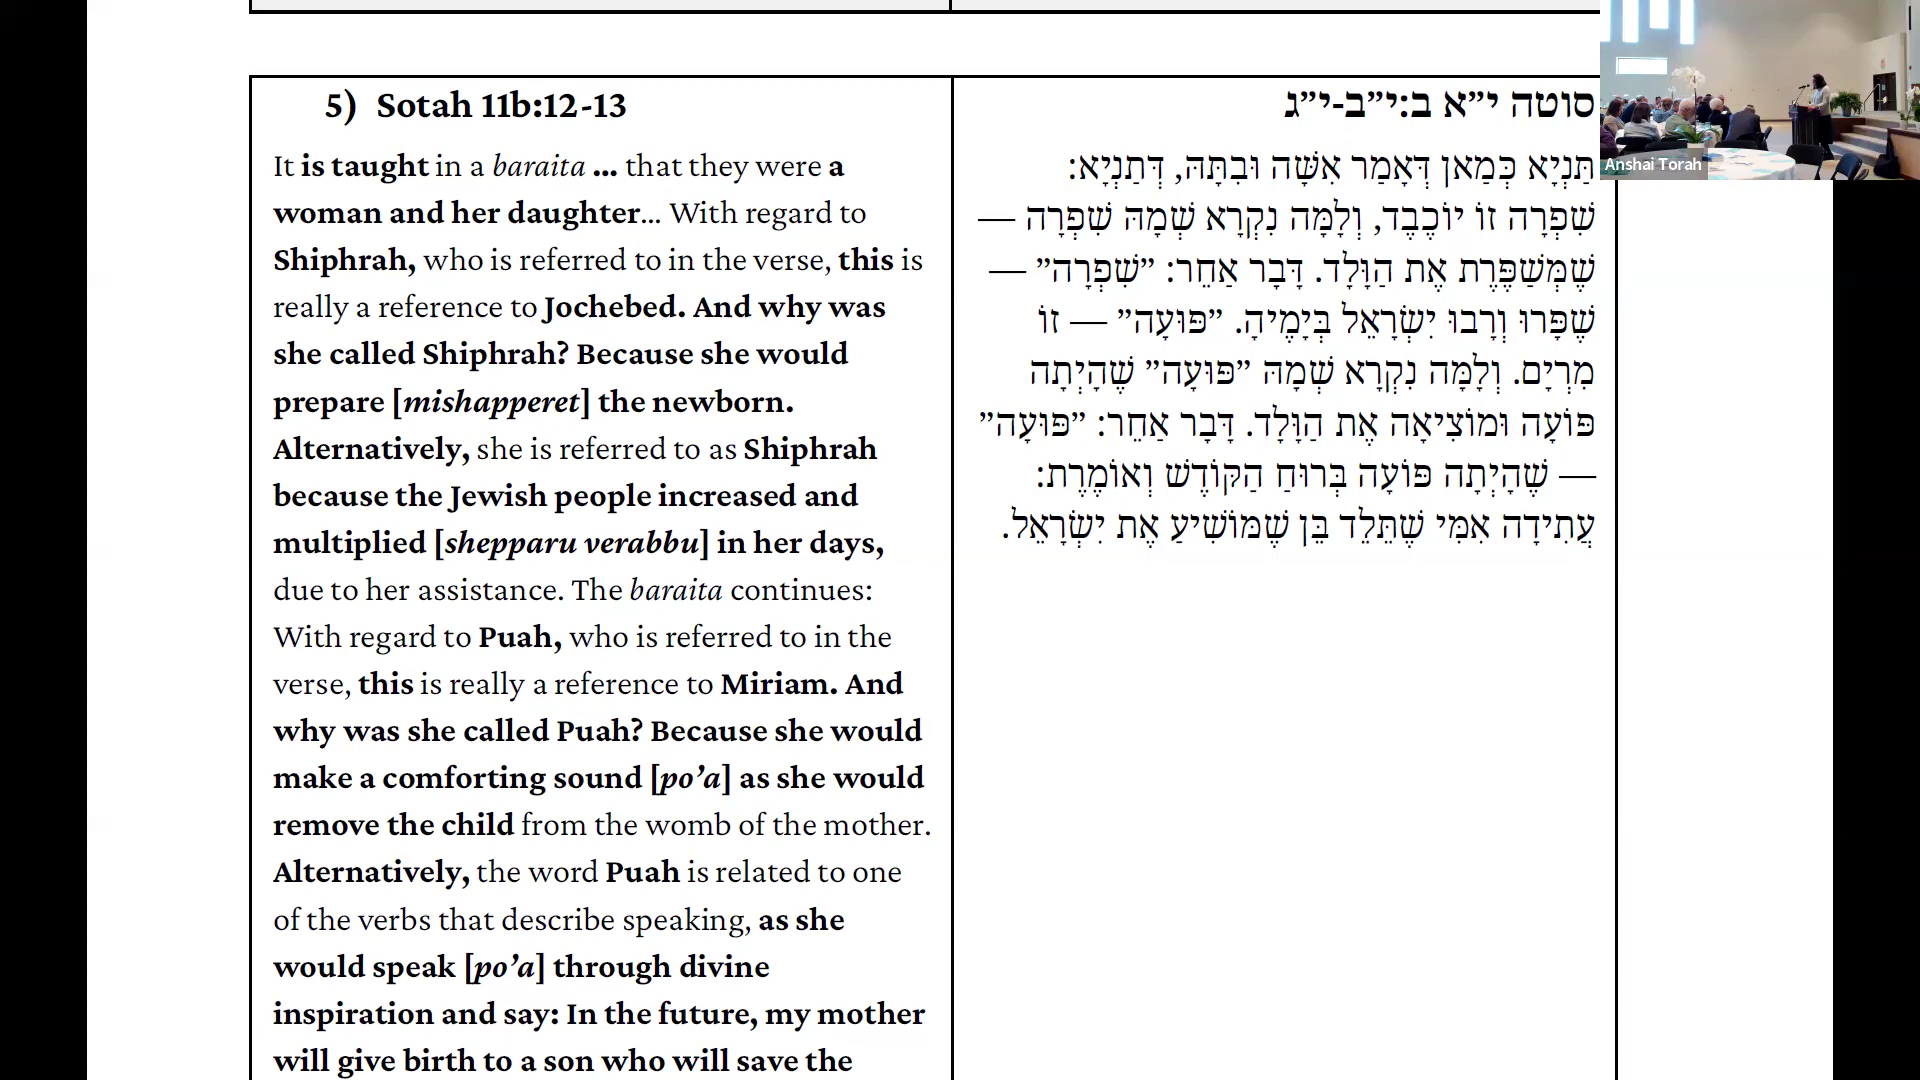 5) Sotah 11b:12-13
It is taught in a baraita ... that they were a
woman and her daughter... With regard to
Shiphrah, who is referred to in the verse, this is
really a reference to Jochebed. And why was
she called Shiphrah? Because she would
prepare [mishapperet] the newborn.
Alternatively, she is referred to as Shiphrah
because the Jewish people increased and
multiplied [shepparu verabbu] in her days,
due to her assistance. The baraita continues:
With regard to Puah, who is referred to in the
verse, this is really a reference to Miriam. And
why was she called Puah? Because she would
make a comforting sound [po’a] as she would
remove the child from the womb of the mother.
Alternatively, the word Puah is related to one
of the verbs that describe speaking, as she
would speak [po’a] through divine
inspiration and say: In the future, my mother
will give birth to a son who will save the
סוטה י״א ב:י״ב-י״ג
תַּנְיָא כְּמַאן דְּאָמַר אִשָּׁה וּבִתָּהּ, דְּתַנְיָא:
שִׁפְרָה זוֹ יוֹכֶבֶד, וְלָמָּה נִקְרָא שְׁמָהּ שִׁפְרָה —
שֶׁמְּשַׁפֶּרֶת אֶת הַוָּלָד. דָּבָר אַחֵר: ״שִׁפְרָה״ —
שֶׁפָּרוּ וְרָבוּ יִשְׂרָאֵל בְּיָמֶיהָ. ״פּוּעָה״ — זוֹ
מִרְיָם. וְלָמָּה נִקְרָא שְׁמָהּ ״פּוּעָה״ שֶׁהָיְתָה
פּוֹעָה וּמוֹצִיאָה אֶת הַוָּלָד. דָּבָר אַחֵר: ״פּוּעָה״
— שֶׁהָיְתָה פּוֹעָה בְּרוּחַ הַקּוֹדֶשׁ וְאוֹמֶרֶת:
עֲתִידָה אִמִּי שֶׁתֵּלֵד בֵּן שֶׁמּוֹשִׁיעַ אֶת יִשְׂרָאֵל.
Anshai Torah